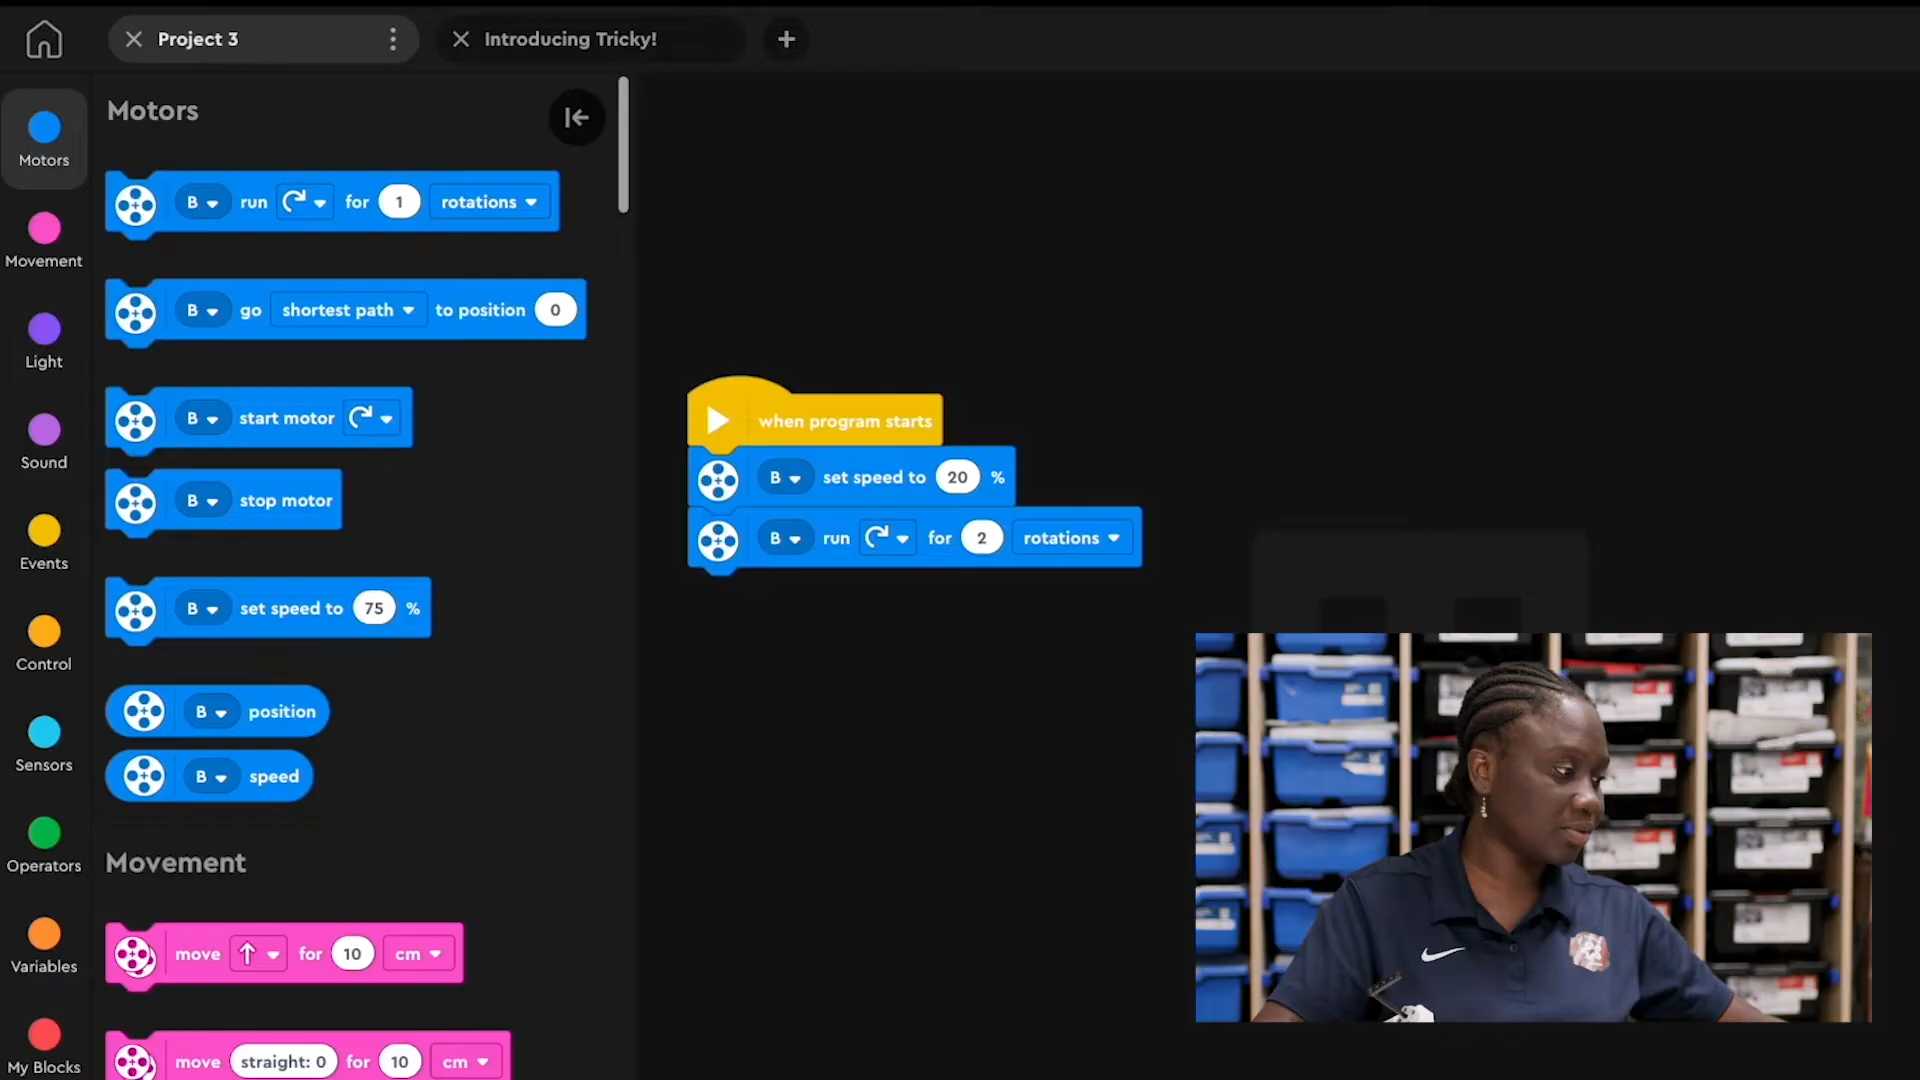 Project 3
Introducing Tricky!
Motors
Movement
Light
Sound
Events
Control
Sensors
Operators
Variables
My Blocks
Motors
B run for 1 rotations
B go shortest path to position 0
B start motor
B stop motor
B set speed to 75 %
B position
B speed
Movement
move for 10 cm
move straight: 0 for 10 cm
when program starts
B set speed to 20 %
B run for 2 rotations